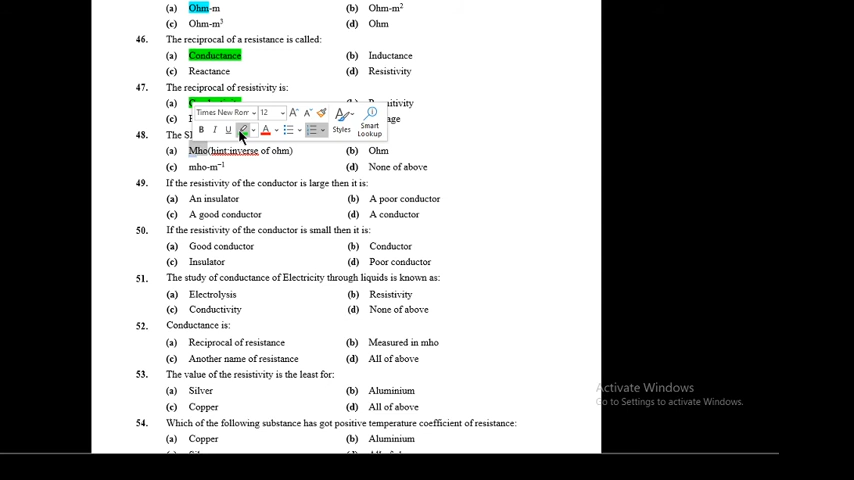 (a) Ohm-m (b) Ohm-m²
(c) Ohm-m³ (d) Ohm
46. The reciprocal of a resistance is called:
(a) Conductance (b) Inductance
(c) Reactance (d) Resistivity
47. The reciprocal of resistivity is:
(a) (b)
(c)
Times New Rorr 12
B I U A Styles Smart
Lookup
48. The SI
(a) Mho(hint:inverse of ohm) (b) Ohm
(c) mho-m⁻¹ (d) None of above
49. If the resistivity of the conductor is large then it is:
(a) An insulator (b) A poor conductor
(c) A good conductor (d) A conductor
50. If the resistivity of the conductor is small then it is:
(a) Good conductor (b) Conductor
(c) Insulator (d) Poor conductor
51. The study of conductance of Electricity through liquids is known as:
(a) Electrolysis (b) Resistivity
(c) Conductivity (d) None of above
52. Conductance is:
(a) Reciprocal of resistance (b) Measured in mho
(c) Another name of resistance (d) All of above
53. The value of the resistivity is the least for:
(a) Silver (b) Aluminium
(c) Copper (d) All of above
54. Which of the following substance has got positive temperature coefficient of resistance:
(a) Copper (b) Aluminium
Activate Windows
Go to Settings to activate Windows.